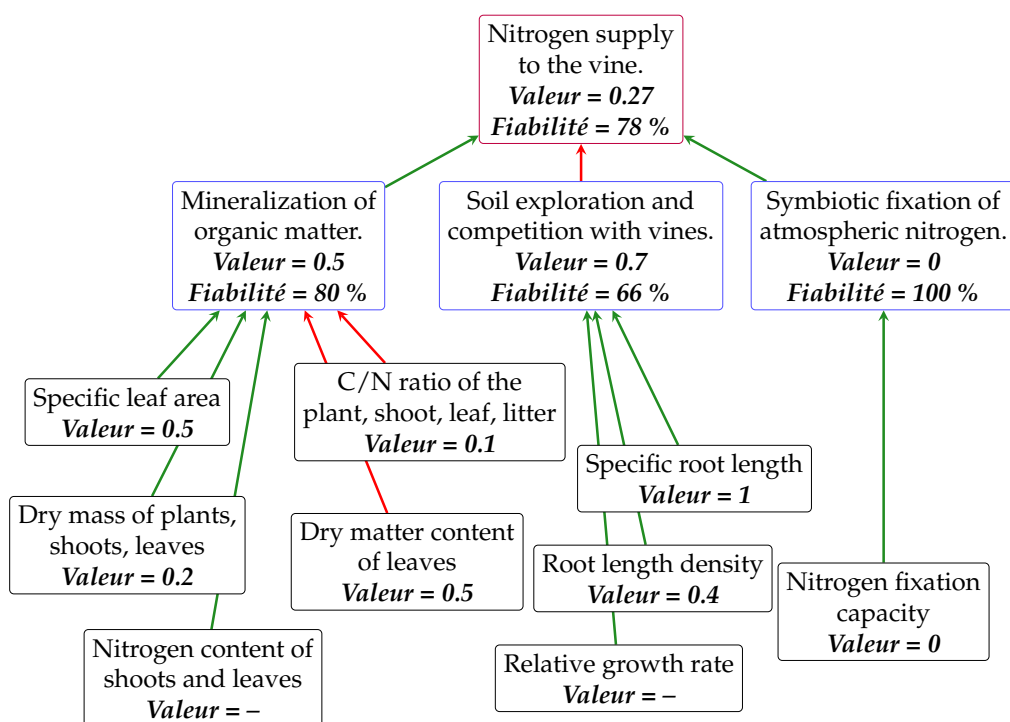 Nitrogen supply
to the vine.
Valeur = 0.27
Fiabilité = 78 %
Mineralization of
organic matter.
Valeur = 0.5
Fiabilité = 80 %
Soil exploration and
competition with vines.
Valeur = 0.7
Fiabilité = 66 %
Symbiotic fixation of
atmospheric nitrogen.
Valeur = 0
Fiabilité = 100 %
Specific leaf area
Valeur = 0.5
C/N ratio of the
plant, shoot, leaf, litter
Valeur = 0.1
Specific root length
Valeur = 1
Dry mass of plants,
shoots, leaves
Valeur = 0.2
Dry matter content
of leaves
Valeur = 0.5
Root length density
Valeur = 0.4
Nitrogen fixation
capacity
Valeur = 0
Nitrogen content of
shoots and leaves
Valeur = –
Relative growth rate
Valeur = –